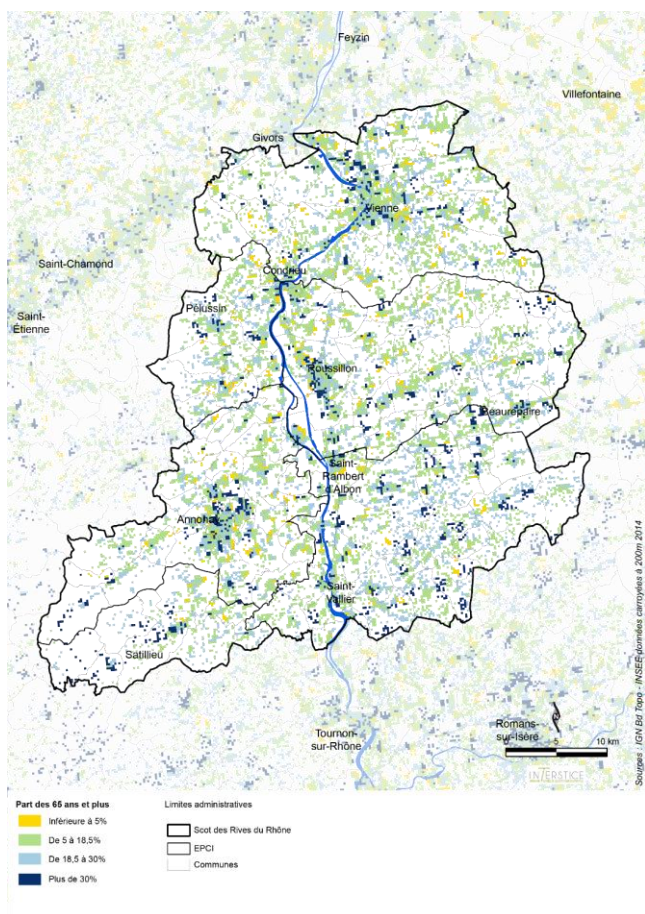 Feyzin
Villefontaine
Givors
Vienne
Saint-Chamond
Condrieu
Saint-
Étienne
Pélussin
Roussillon
Beaurepaire
Saint-
Rambert
d'Albon
Annonay
Saint-
Vallier
Satillieu
Tournon-
sur-Rhône
Romans-
sur-Isère
0 5 10 km
INTERSTICE
Sources : IGN Bd Topo - INSEE données carroyées à 200m 2014
Part des 65 ans et plus
Inférieure à 5%
De 5 à 18,5%
De 18,5 à 30%
Plus de 30%
Limites administratives
Scot des Rives du Rhône
EPCI
Communes